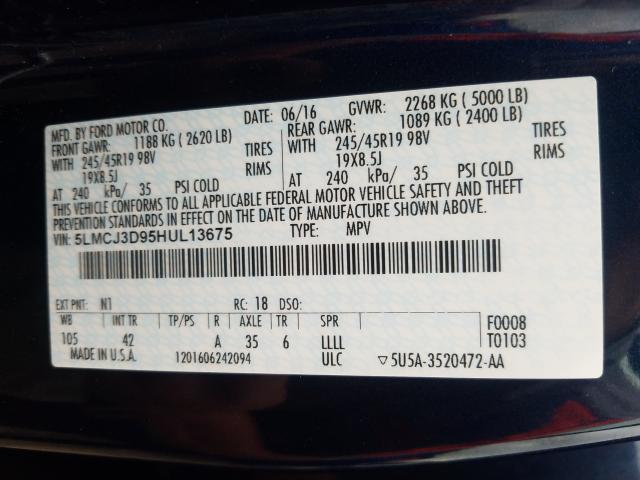 MFD. BY FORD MOTOR CO. DATE: 06/16 GVWR: 2268 KG ( 5000 LB)
FRONT GAWR: 1188 KG ( 2620 LB) REAR GAWR: 1089 KG ( 2400 LB)
WITH 245/45R19 98V TIRES WITH 245/45R19 98V TIRES
19X8.5J RIMS 19X8.5J RIMS
AT 240 kPa/ 35 PSI COLD AT 240 kPa/ 35 PSI COLD
THIS VEHICLE CONFORMS TO ALL APPLICABLE FEDERAL MOTOR VEHICLE SAFETY AND THEFT
PREVENTION STANDARDS IN EFFECT ON THE DATE OF MANUFACTURE SHOWN ABOVE.
VIN: 5LMCJ3D95HUL13675 TYPE: MPV
EXT PNT: N1 RC: 18 DSO:
WB INT TR TP/PS R AXLE TR SPR F0008
105 42 A 35 6 LLLL T0103
MADE IN U.S.A. 1201606242094 ULC ▽5U5A-3520472-AA